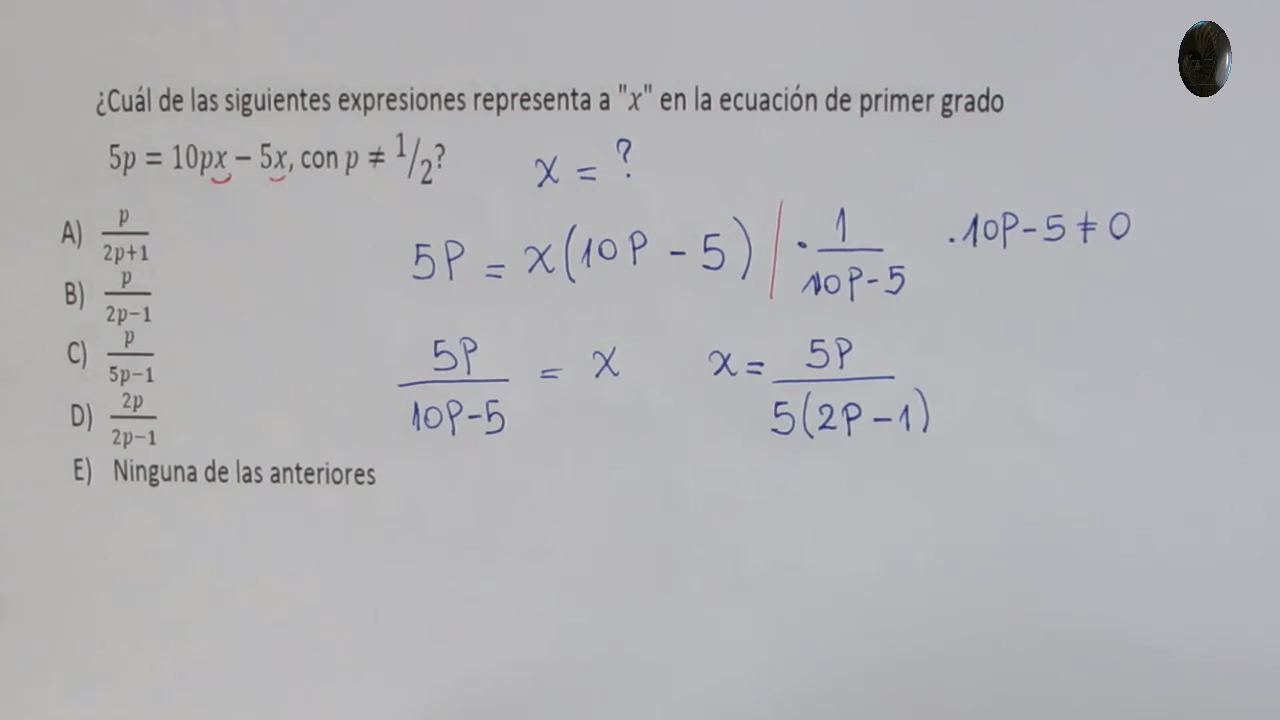 ¿Cuál de las siguientes expresiones representa a "x" en la ecuación de primer grado
5p = 10px – 5x, con p ≠ 1/2?
x = ?
A) p/(2p+1)
B) p/(2p−1)
C) p/(5p−1)
D) 2p/(2p−1)
E) Ninguna de las anteriores
5P = x(10P - 5) | · 1/(10P-5) . 10P-5 ≠ 0
5P/(10P-5) = x x = 5P/(5(2P-1))